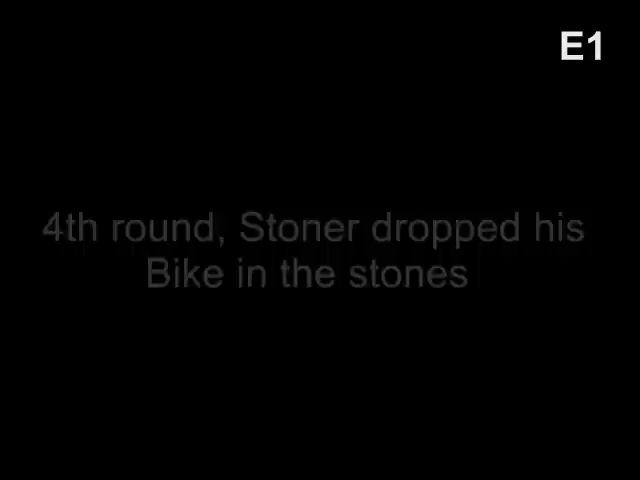 E1
4th round, Stoner dropped his
Bike in the stones